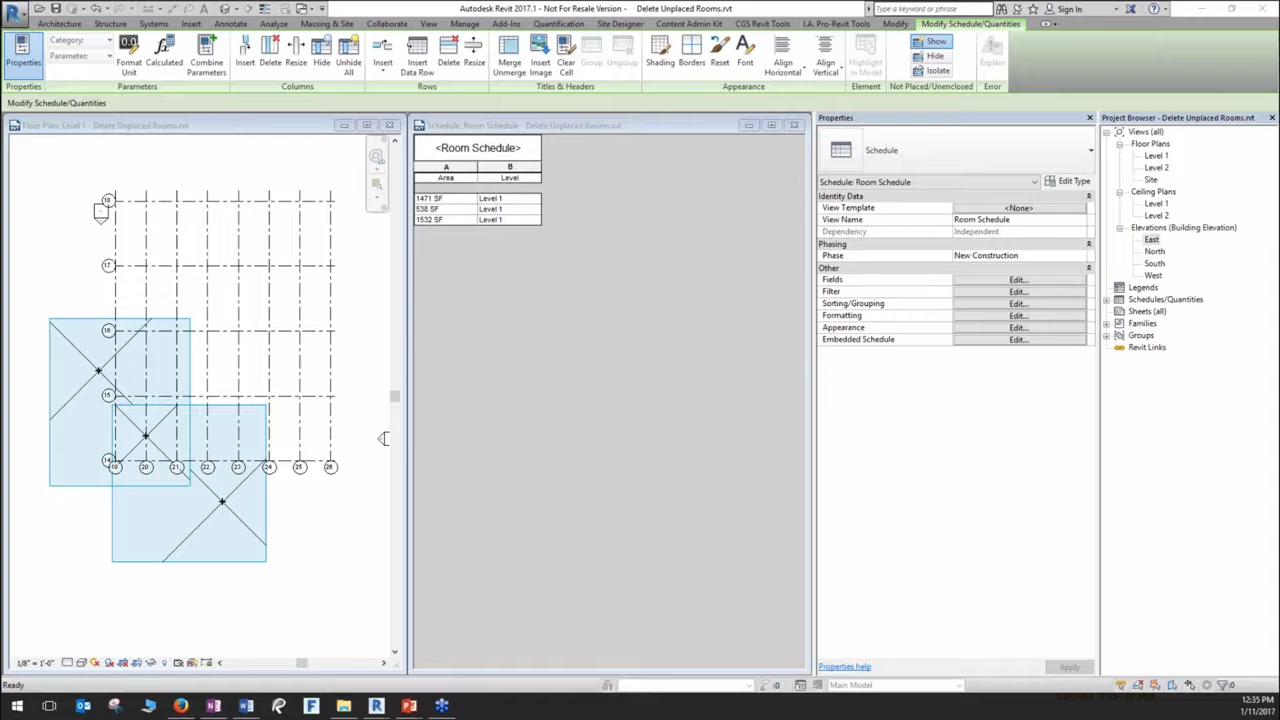 Autodesk Revit 2017.1 - Not For Resale Version - Delete Unplaced Rooms.rvt
Type a keyword or phrase
Sign In
Architecture Structure Systems Insert Annotate Analyze Massing & Site Collaborate View Manage Add-Ins Quantification Site Designer Content Admin Kit CGS Revit Tools I.A. Pro-Revit Tools Modify Modify Schedule/Quantities
Properties
Category:
Parameter:
Format Unit
Calculated
Combine Parameters
Insert
Delete
Resize
Hide
Unhide All
Insert
Insert Data Row
Delete
Resize
Merge Unmerge
Insert Image
Clear Cell
Group
Ungroup
Shading
Borders
Reset
Font
Align Horizontal
Align Vertical
Highlight in Model
Show
Hide
Isolate
Explain
Properties Parameters Columns Rows Titles & Headers Appearance Element Not Placed/Unenclosed Error
Modify Schedule/Quantities
Floor Plan: Level 1 - Delete Unplaced Rooms.rvt
18
17
16
15
14
19 20 21 22 23 24 25 26
1/8" = 1'-0"
Schedule: Room Schedule - Delete Unplaced Rooms.rvt
<Room Schedule>
A B
Area Level
1471 SF Level 1
538 SF Level 1
1532 SF Level 1
Properties
Schedule
Schedule: Room Schedule
Edit Type
Identity Data
View Template <None>
View Name Room Schedule
Dependency Independent
Phasing
Phase New Construction
Other
Fields Edit...
Filter Edit...
Sorting/Grouping Edit...
Formatting Edit...
Appearance Edit...
Embedded Schedule Edit...
Properties help
Apply
Project Browser - Delete Unplaced Rooms.rvt
Views (all)
Floor Plans
Level 1
Level 2
Site
Ceiling Plans
Level 1
Level 2
Elevations (Building Elevation)
East
North
South
West
Legends
Schedules/Quantities
Sheets (all)
Families
Groups
Revit Links
Ready
:0
Main Model
:0
12:35 PM
1/11/2017